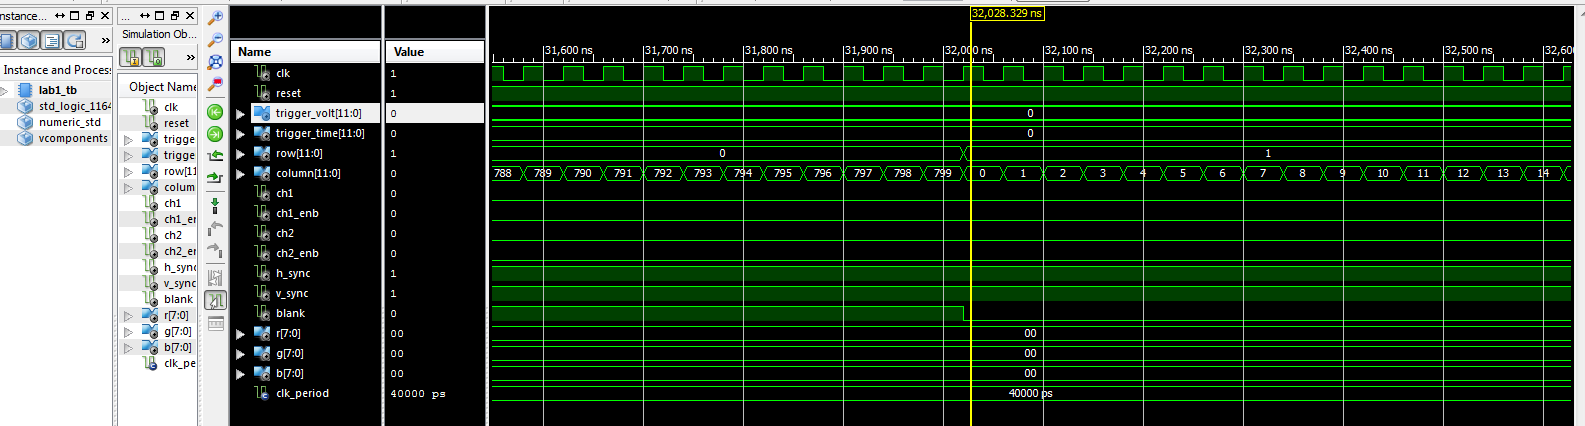 32,028.329 ns
nstance...
...
Simulation Ob...
»
»
Instance and Process
lab1_tb
std_logic_1164
numeric_std
vcomponents
Object Name
clk
reset
trigge
trigge
row[11
colum
ch1
ch1_en
ch2
ch2_en
h_sync
v_sync
blank
r[7:0]
g[7:0]
b[7:0]
clk_pe
Name Value
31,600 ns 31,700 ns 31,800 ns 31,900 ns 32,000 ns 32,100 ns 32,200 ns 32,300 ns 32,400 ns 32,500 ns 32,600
clk 1
reset 1
trigger_volt[11:0] 0 0
trigger_time[11:0] 0 0
row[11:0] 1 0 1
column[11:0] 0 788 789 790 791 792 793 794 795 796 797 798 799 0 1 2 3 4 5 6 7 8 9 10 11 12 13 14
ch1 0
ch1_enb 0
ch2 0
ch2_enb 0
h_sync 1
v_sync 1
blank 0
r[7:0] 00 00
g[7:0] 00 00
b[7:0] 00 00
clk_period 40000 ps 40000 ps